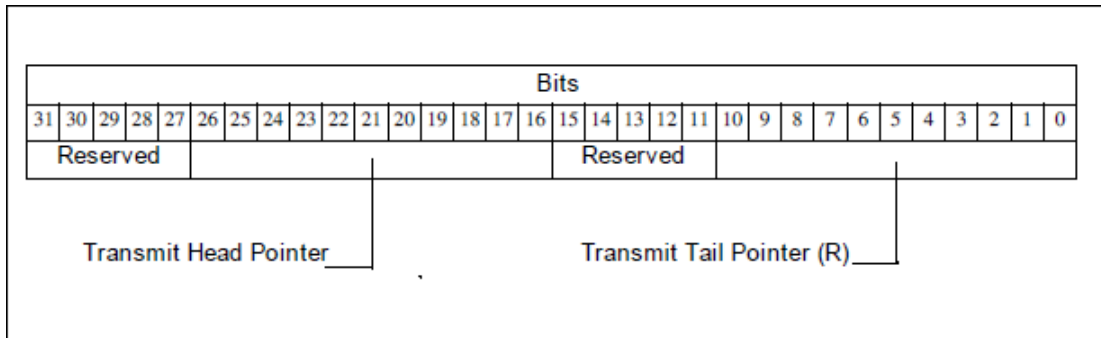 Bits
31 30 29 28 27 26 25 24 23 22 21 20 19 18 17 16 15 14 13 12 11 10 9 8 7 6 5 4 3 2 1 0
Reserved Reserved
Transmit Head Pointer Transmit Tail Pointer (R)